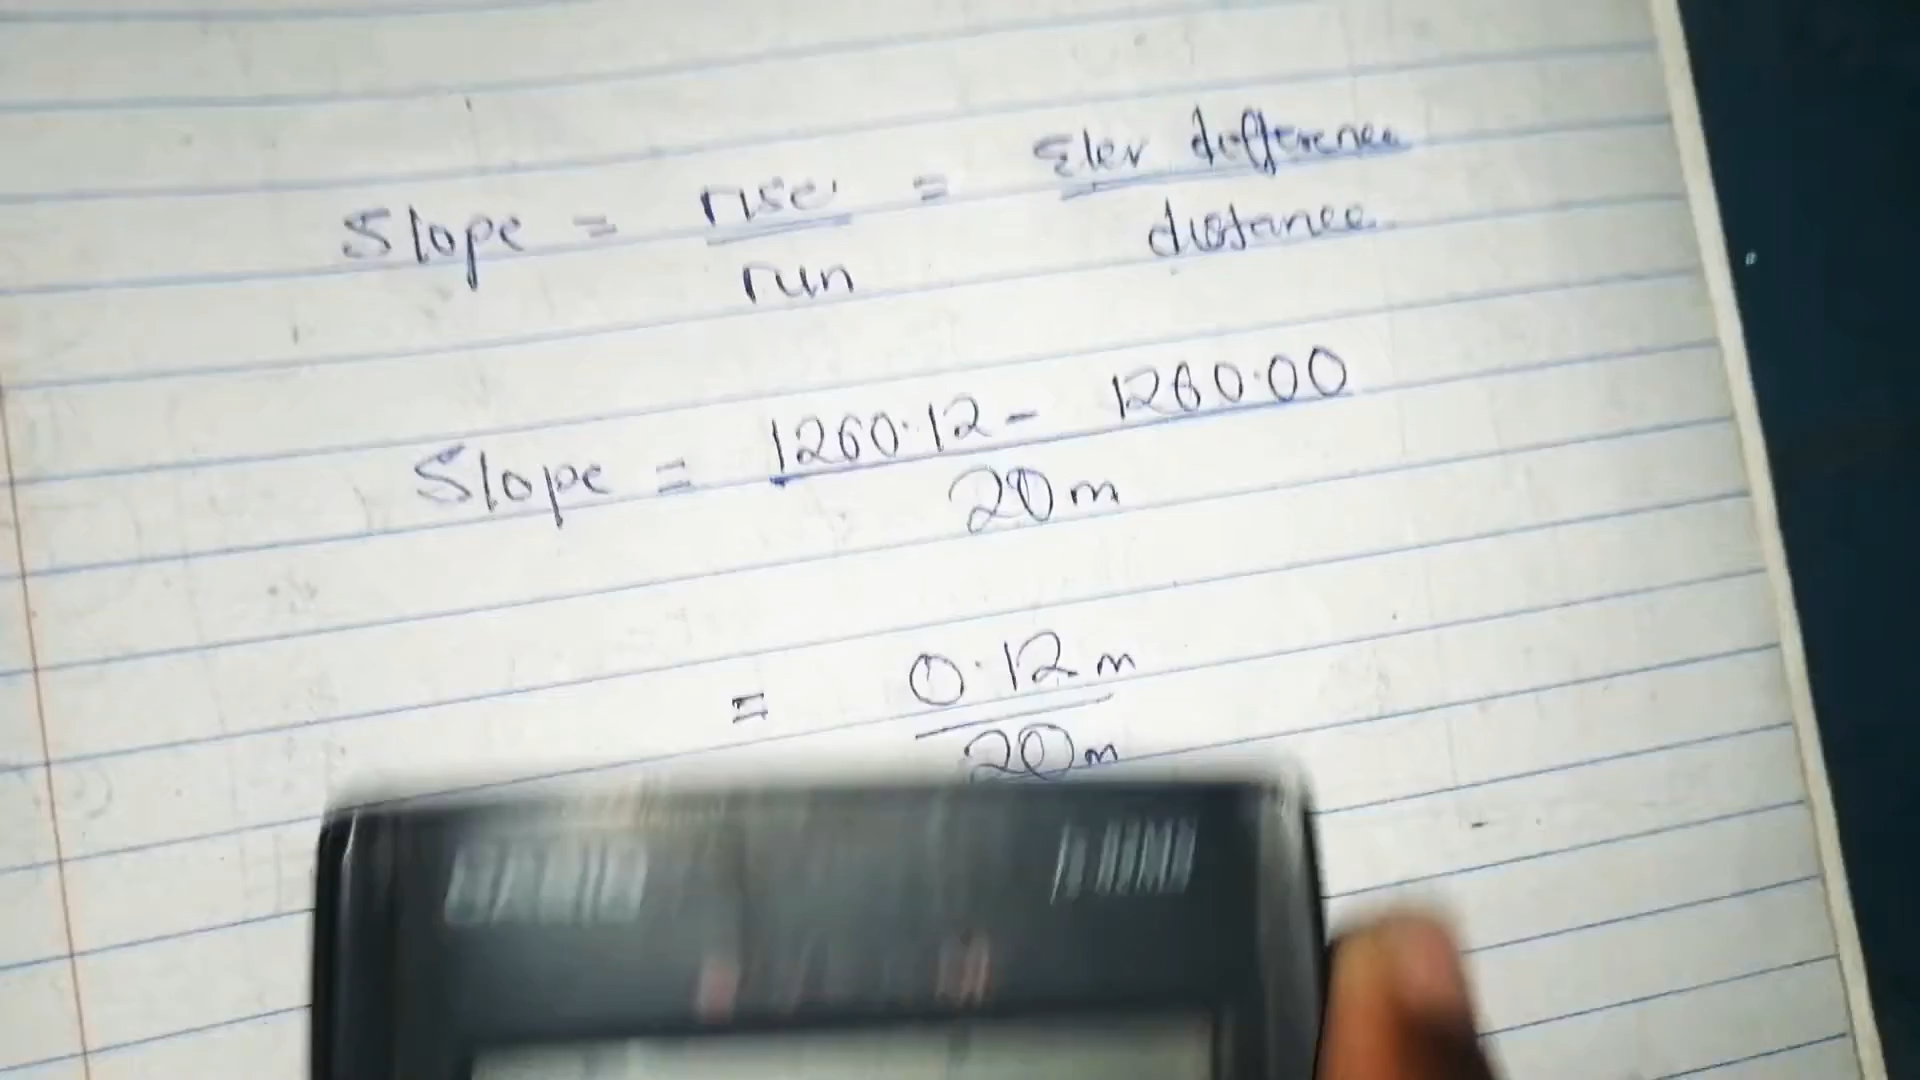 Slope = rise / run = Elev difference / distance
Slope = 1260.12 - 1260.00 / 20m
= 0.12m / 20m